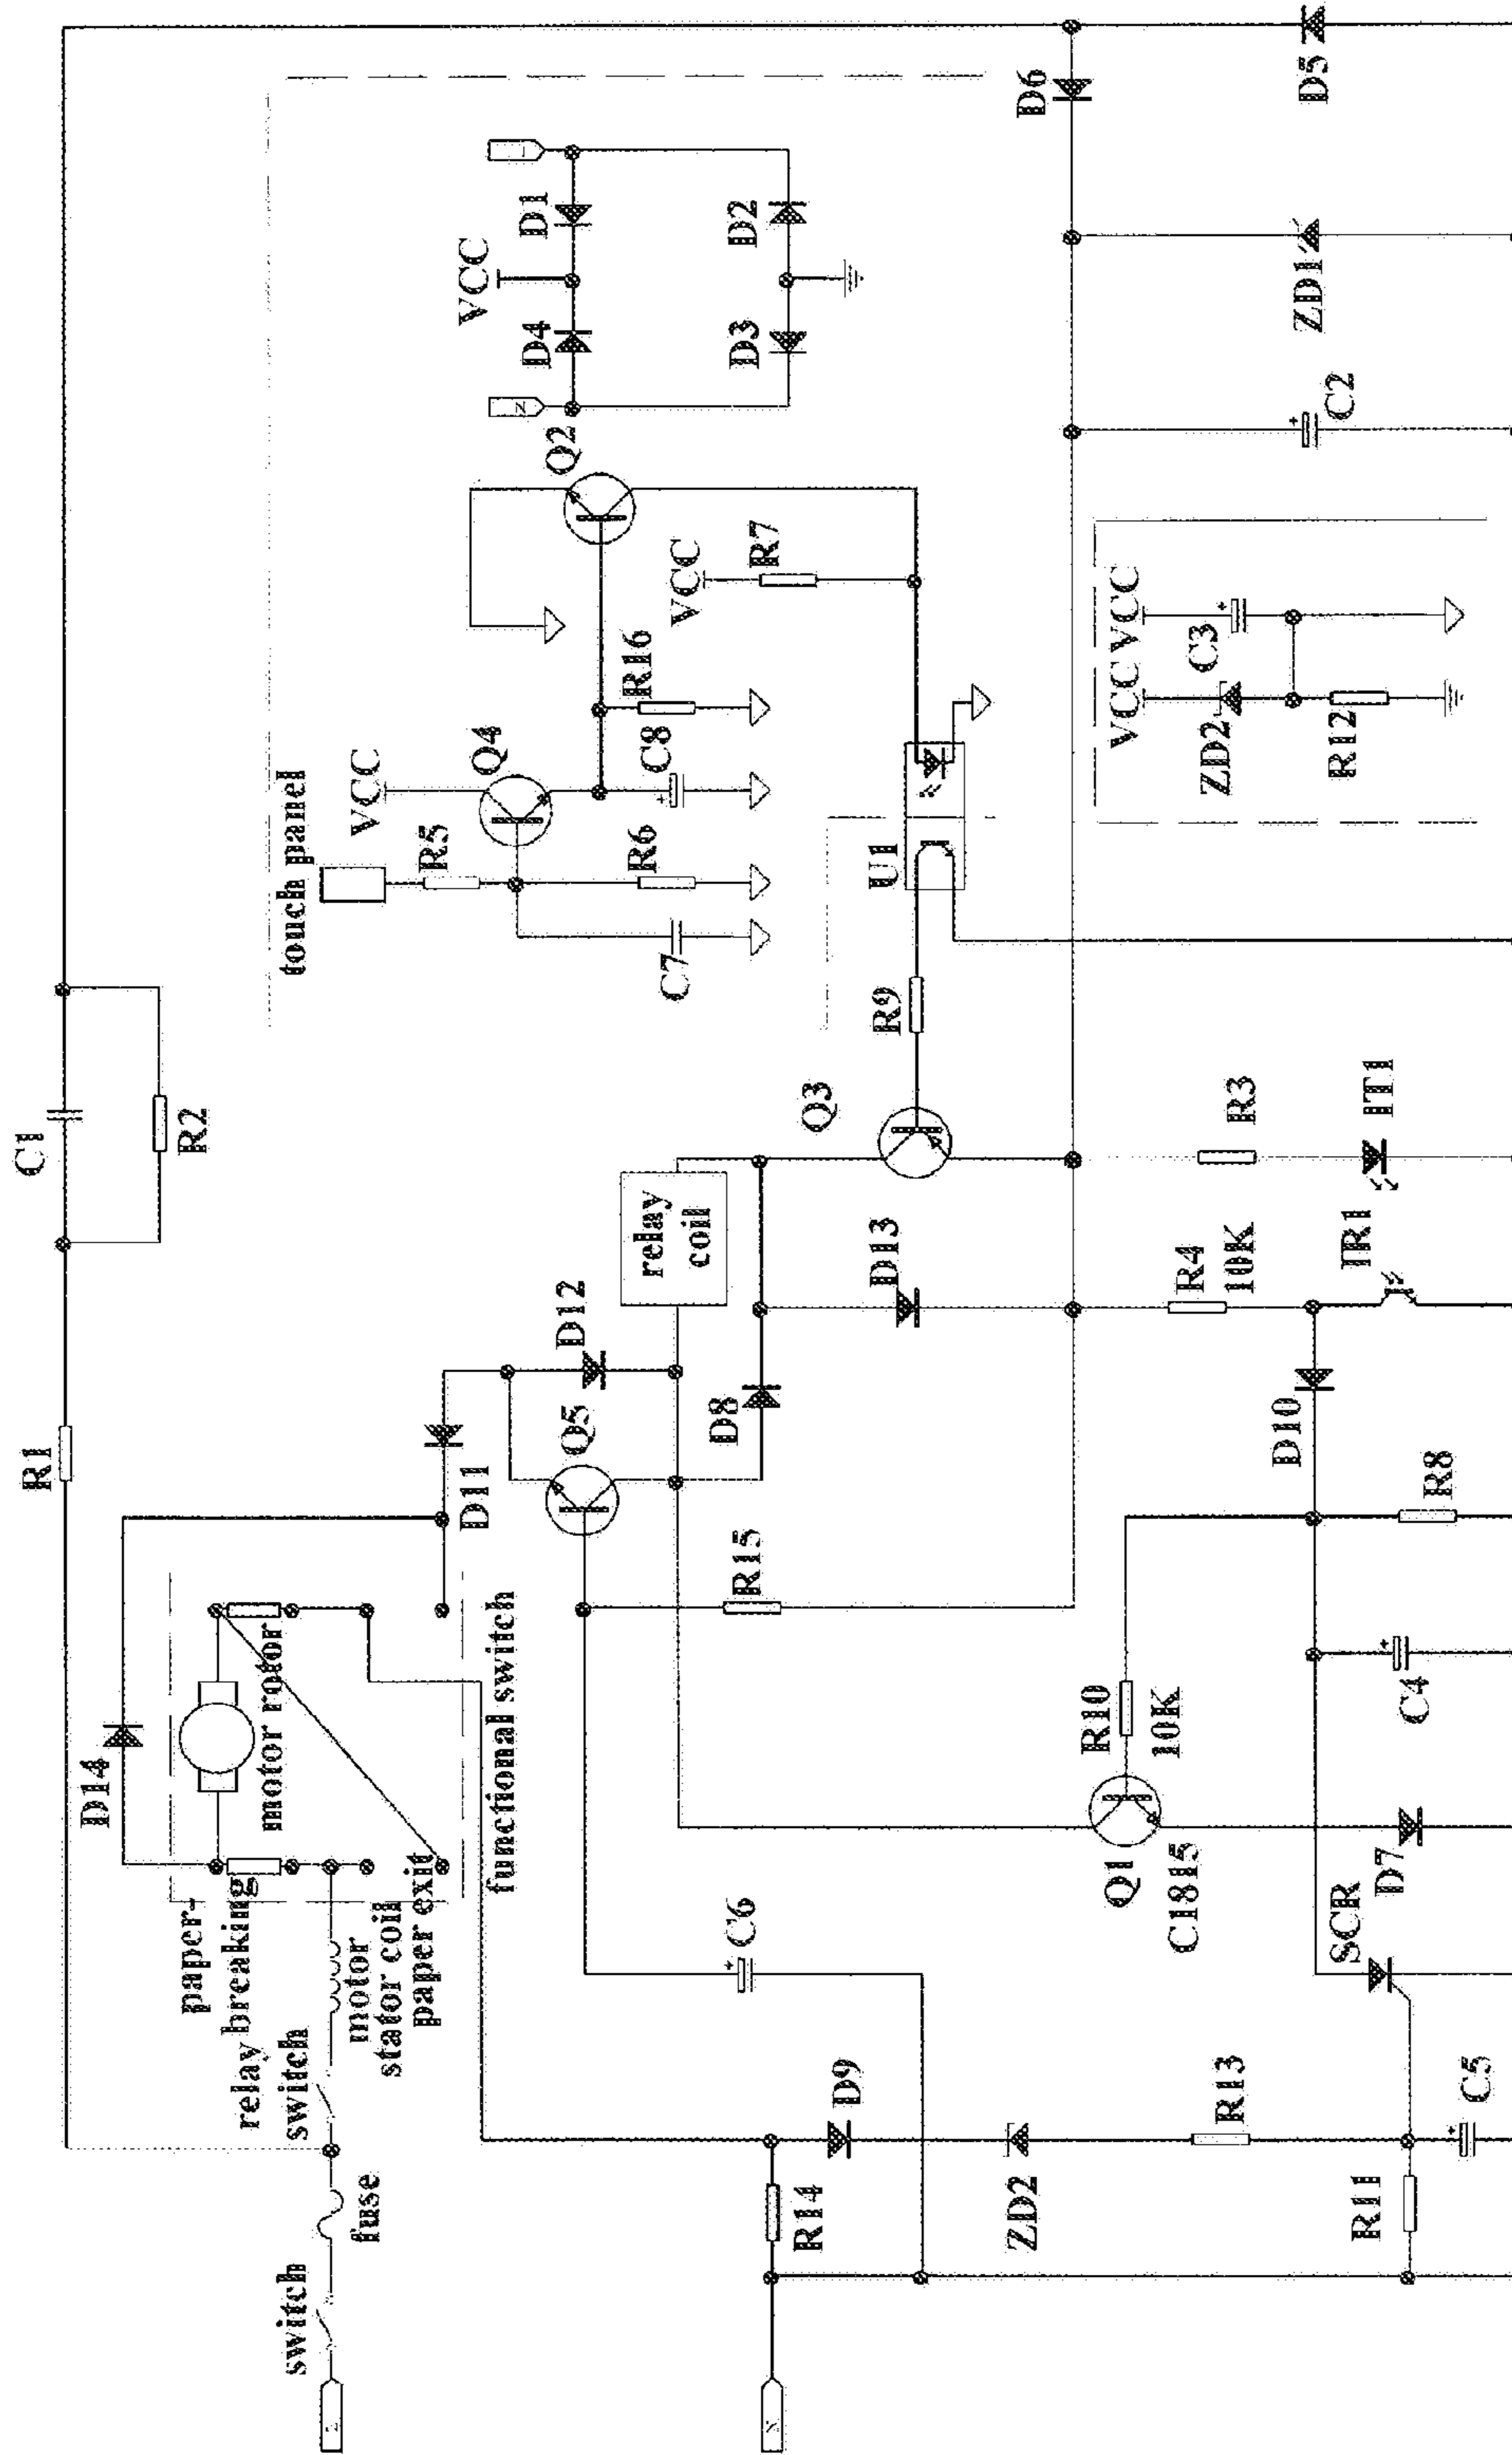 C1
R2
R1
D14
paper-
breaking
relay
switch
fuse
switch
motor rotor
motor
stator coil
paper exit
functional switch
D11
Q5
D12
relay
coil
touch panel
VCC
Q4
R5
R6
C7
C8
R16
Q2
VCC
R7
VCC
D4
D1
D3
D2
N
U1
R9
Q3
D8
D13
R15
C6
D9
R14
ZD2
R13
R11
C5
SCR
Q1
C1815
D7
R10
10K
C4
R8
D10
R4
10K
IR1
R3
IT1
VCC
VCC
ZD2
C3
R12
C2
ZD1
D6
D5
N